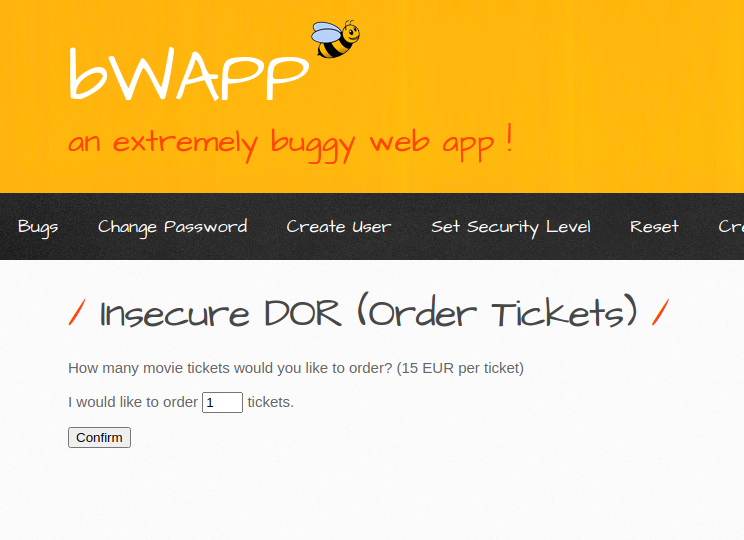 bWAPP
an extremely buggy web app !
Bugs Change Password Create User Set Security Level Reset
/ Insecure DOR (Order Tickets) /
How many movie tickets would you like to order? (15 EUR per ticket)
I would like to order 1 tickets.
Confirm